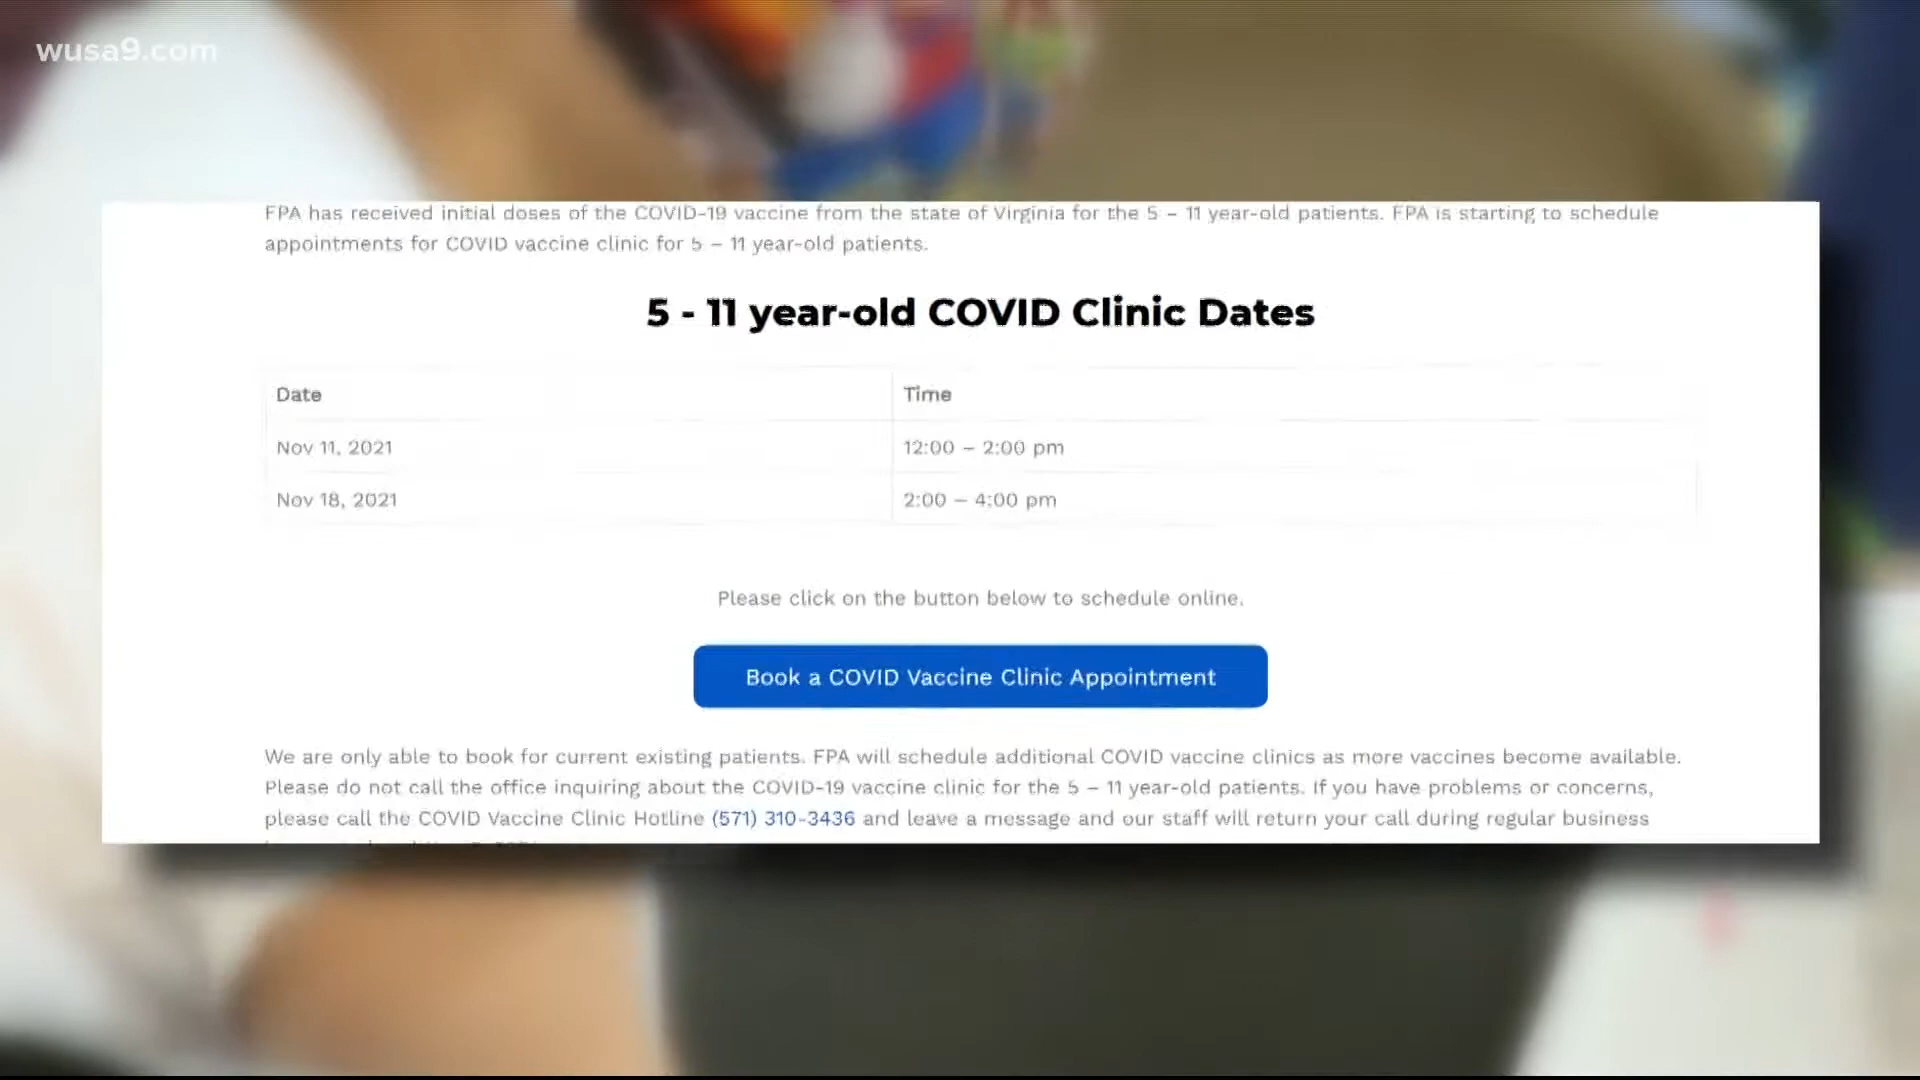 wusa9.com
FPA has received initial doses of the COVID-19 vaccine from the state of Virginia for the 5 – 11 year-old patients. FPA is starting to schedule
appointments for COVID vaccine clinic for 5 – 11 year-old patients.
5 - 11 year-old COVID Clinic Dates
Date Time
Nov 11, 2021 12:00 – 2:00 pm
Nov 18, 2021 2:00 – 4:00 pm
Please click on the button below to schedule online.
Book a COVID Vaccine Clinic Appointment
We are only able to book for current existing patients. FPA will schedule additional COVID vaccine clinics as more vaccines become available.
Please do not call the office inquiring about the COVID-19 vaccine clinic for the 5 – 11 year-old patients. If you have problems or concerns,
please call the COVID Vaccine Clinic Hotline (571) 310-3436 and leave a message and our staff will return your call during regular business